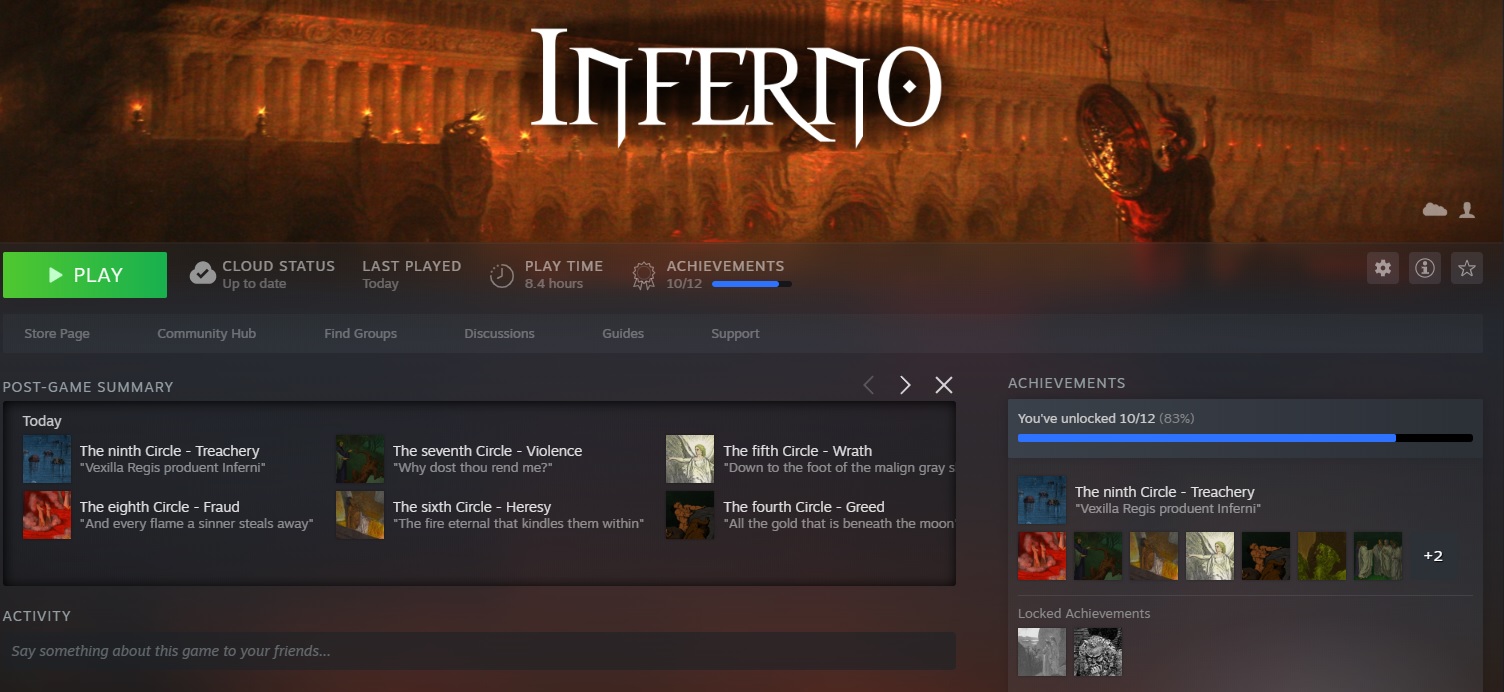 INFERNO
PLAY
CLOUD STATUS
Up to date
LAST PLAYED
Today
PLAY TIME
8.4 hours
ACHIEVEMENTS
10/12
Store Page
Community Hub
Find Groups
Discussions
Guides
Support
POST-GAME SUMMARY
Today
The ninth Circle - Treachery
"Vexilla Regis produent Inferni"
The seventh Circle - Violence
"Why dost thou rend me?"
The fifth Circle - Wrath
"Down to the foot of the malign gray s
The eighth Circle - Fraud
"And every flame a sinner steals away"
The sixth Circle - Heresy
"The fire eternal that kindles them within"
The fourth Circle - Greed
"All the gold that is beneath the moon"
ACTIVITY
Say something about this game to your friends...
ACHIEVEMENTS
You've unlocked 10/12 (83%)
The ninth Circle - Treachery
"Vexilla Regis produent Inferni"
+2
Locked Achievements